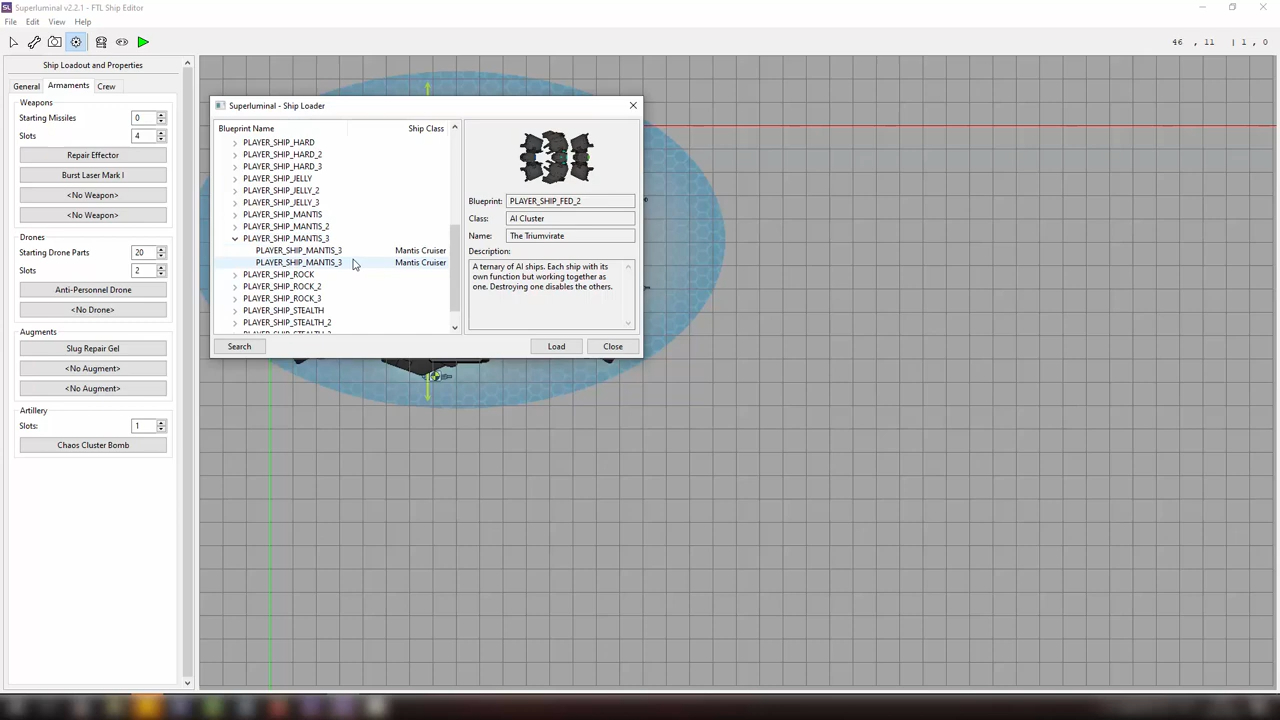 Superluminal v2.2.1 - FTL Ship Editor
File Edit View Help
46 , 11 | 1 , 0
Ship Loadout and Properties
General Armaments Crew
Weapons
Starting Missiles 0
Slots 4
Repair Effector
Burst Laser Mark I
<No Weapon>
<No Weapon>
Drones
Starting Drone Parts 20
Slots 2
Anti-Personnel Drone
<No Drone>
Augments
Slug Repair Gel
<No Augment>
<No Augment>
Artillery
Slots: 1
Chaos Cluster Bomb
Superluminal - Ship Loader
Blueprint Name Ship Class
PLAYER_SHIP_HARD
PLAYER_SHIP_HARD_2
PLAYER_SHIP_HARD_3
PLAYER_SHIP_JELLY
PLAYER_SHIP_JELLY_2
PLAYER_SHIP_JELLY_3
PLAYER_SHIP_MANTIS
PLAYER_SHIP_MANTIS_2
PLAYER_SHIP_MANTIS_3
PLAYER_SHIP_MANTIS_3 Mantis Cruiser
PLAYER_SHIP_MANTIS_3 Mantis Cruiser
PLAYER_SHIP_ROCK
PLAYER_SHIP_ROCK_2
PLAYER_SHIP_ROCK_3
PLAYER_SHIP_STEALTH
PLAYER_SHIP_STEALTH_2
Blueprint: PLAYER_SHIP_FED_2
Class: AI Cluster
Name: The Triumvirate
Description:
A ternary of AI ships. Each ship with its
own function but working together as
one. Destroying one disables the others.
Search Load Close